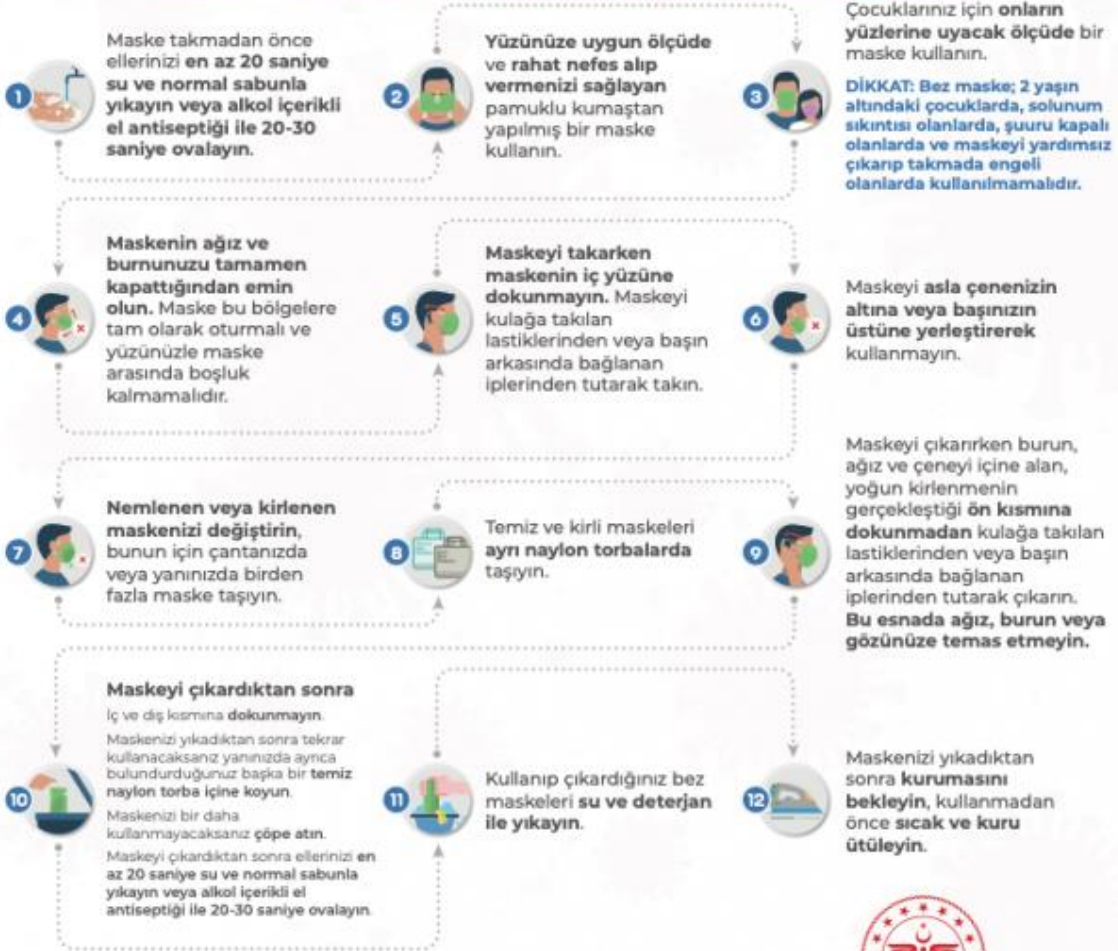 1
Maske takmadan önce
ellerinizi en az 20 saniye
su ve normal sabunla
yıkayın veya alkol içerikli
el antiseptiği ile 20-30
saniye ovalayın.
2
Yüzünüze uygun ölçüde
ve rahat nefes alıp
vermenizi sağlayan
pamuklu kumaştan
yapılmış bir maske
kullanın.
3
Çocuklarınız için onların
yüzlerine uyacak ölçüde bir
maske kullanın.
DİKKAT: Bez maske; 2 yaşın
altındaki çocuklarda, solunum
sıkıntısı olanlarda, şuuru kapalı
olanlarda ve maskeyi yardımsız
çıkarıp takmada engeli
olanlarda kullanılmamalıdır.
4
Maskenin ağız ve
burnunuzu tamamen
kapattığından emin
olun. Maske bu bölgelere
tam olarak oturmalı ve
yüzünüzle maske
arasında boşluk
kalmamalıdır.
5
Maskeyi takarken
maskenin iç yüzüne
dokunmayın. Maskeyi
kulağa takılan
lastiklerinden veya başın
arkasında bağlanan
iplerinden tutarak takın.
6
Maskeyi asla çenenizin
altına veya başınızın
üstüne yerleştirerek
kullanmayın.
7
Nemlenen veya kirlenen
maskenizi değiştirin,
bunun için çantanızda
veya yanınızda birden
fazla maske taşıyın.
8
Temiz ve kirli maskeleri
ayrı naylon torbalarda
taşıyın.
9
Maskeyi çıkarırken burun,
ağız ve çeneyi içine alan,
yoğun kirlenmenin
gerçekleştiği ön kısmına
dokunmadan kulağa takılan
lastiklerinden veya başın
arkasında bağlanan
iplerinden tutarak çıkarın.
Bu esnada ağız, burun veya
gözünüze temas etmeyin.
10
Maskeyi çıkardıktan sonra
İç ve dış kısmına dokunmayın.
Maskenizi yıkadıktan sonra tekrar
kullanacaksanız yanınızda ayrıca
bulundurduğunuz başka bir temiz
naylon torba içine koyun.
Maskenizi bir daha
kullanmayacaksanız çöpe atın.
Maskeyi çıkardıktan sonra ellerinizi en
az 20 saniye su ve normal sabunla
yıkayın veya alkol içerikli el
antiseptiği ile 20-30 saniye ovalayın.
11
Kullanıp çıkardığınız bez
maskeleri su ve deterjan
ile yıkayın.
12
Maskenizi yıkadıktan
sonra kurumasını
bekleyin, kullanmadan
önce sıcak ve kuru
ütüleyin.